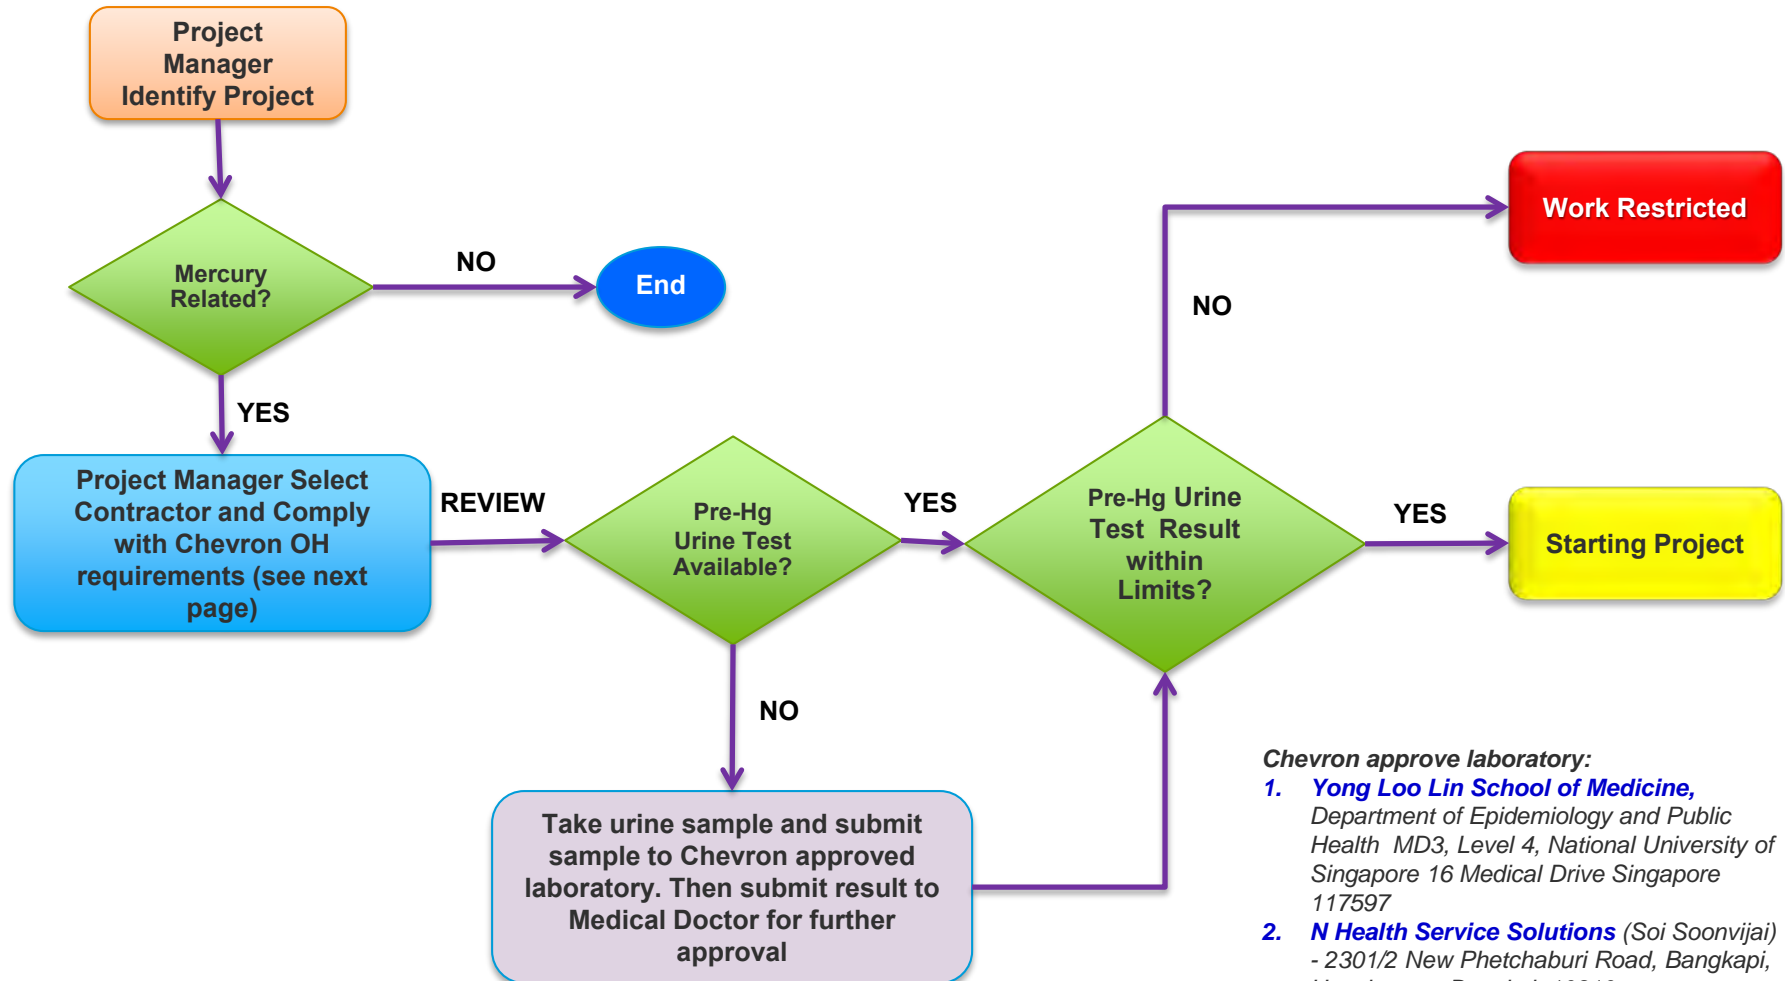 Project
Manager
Identify Project
Mercury
Related?
NO
End
YES
Project Manager Select
Contractor and Comply
with Chevron OH
requirements (see next
page)
REVIEW
Pre-Hg
Urine Test
Available?
YES
Pre-Hg Urine
Test Result
within
Limits?
NO
Work Restricted
YES
Starting Project
NO
Take urine sample and submit
sample to Chevron approved
laboratory. Then submit result to
Medical Doctor for further
approval
Chevron approve laboratory:
1. Yong Loo Lin School of Medicine,
Department of Epidemiology and Public
Health MD3, Level 4, National University of
Singapore 16 Medical Drive Singapore
117597
2. N Health Service Solutions (Soi Soonvijai)
- 2301/2 New Phetchaburi Road, Bangkapi,